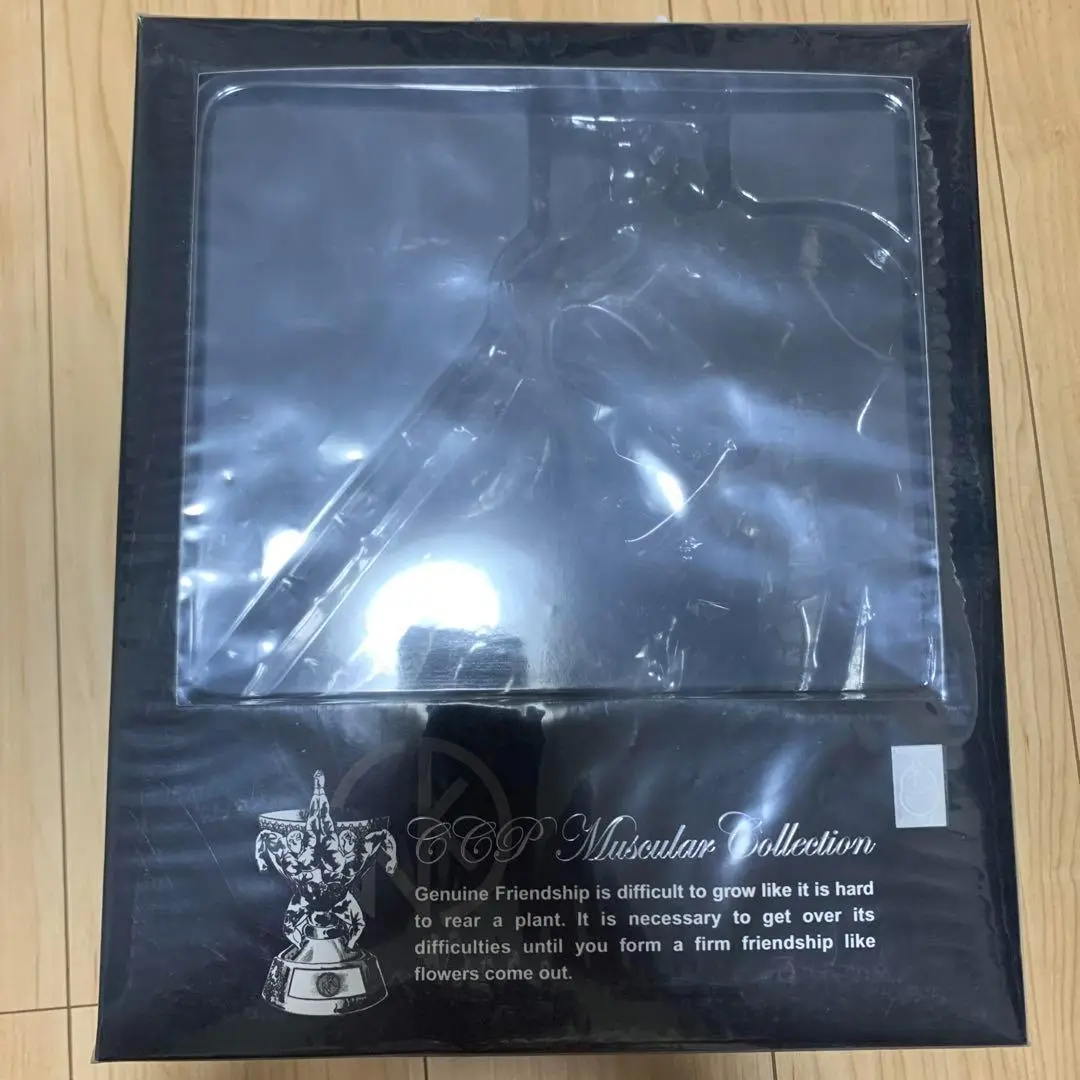 CCP Muscular Collection
Genuine Friendship is difficult to grow like it is hard
to rear a plant. It is necessary to get over its
difficulties until you form a firm friendship like
flowers come out.